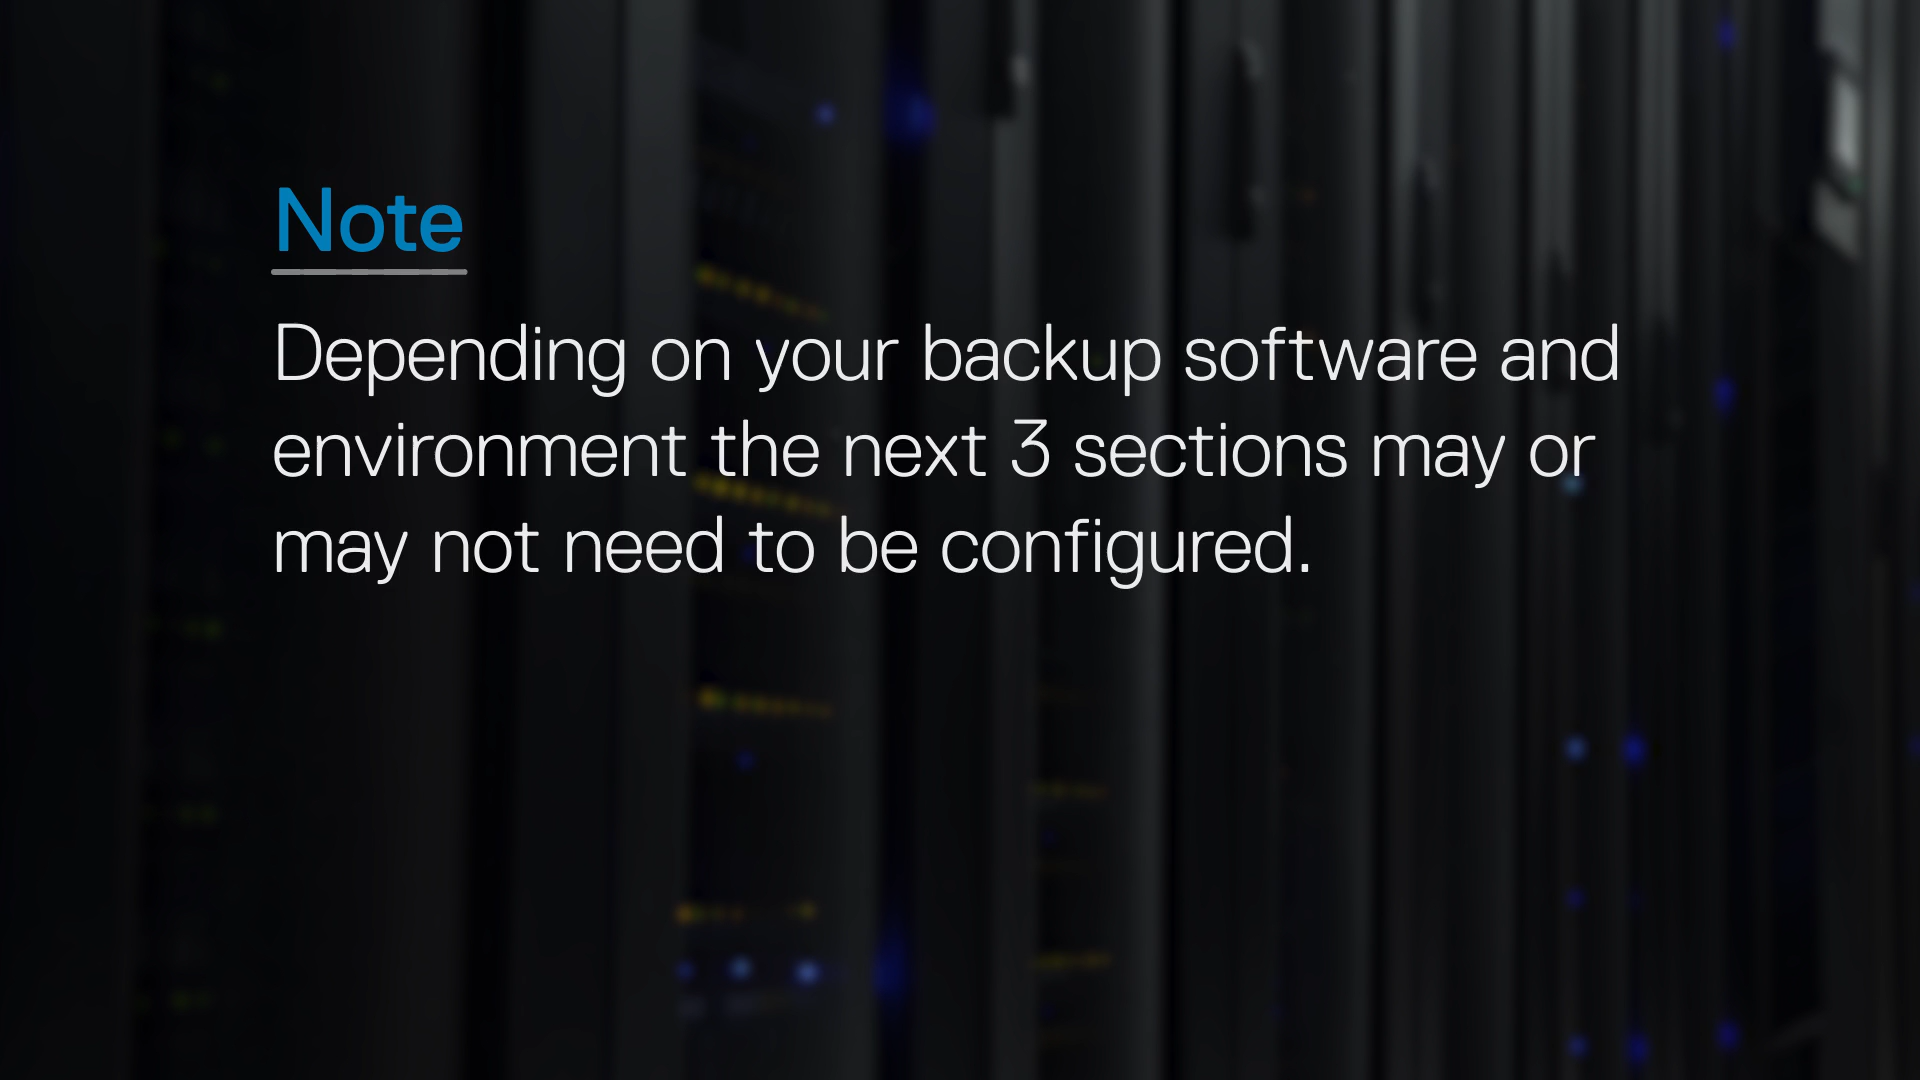 Note
Depending on your backup software and
environment the next 3 sections may or
may not need to be configured.